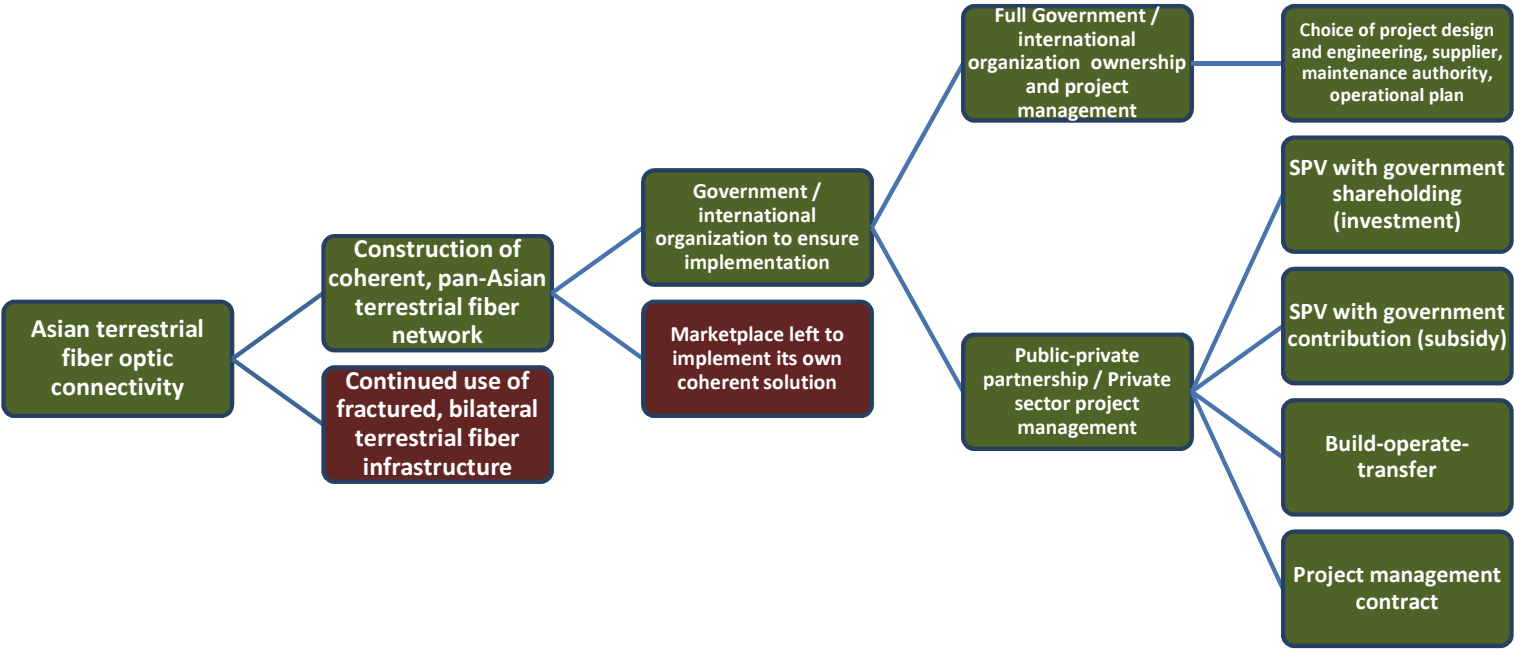 Asian terrestrial
fiber optic
connectivity
Construction of
coherent, pan-Asian
terrestrial fiber
network
Continued use of
fractured, bilateral
terrestrial fiber
infrastructure
Government /
international
organization to ensure
implementation
Marketplace left to
implement its own
coherent solution
Full Government /
international
organization ownership
and project
management
Public-private
partnership / Private
sector project
management
Choice of project design
and engineering, supplier,
maintenance authority,
operational plan
SPV with government
shareholding
(investment)
SPV with government
contribution (subsidy)
Build-operate-
transfer
Project management
contract